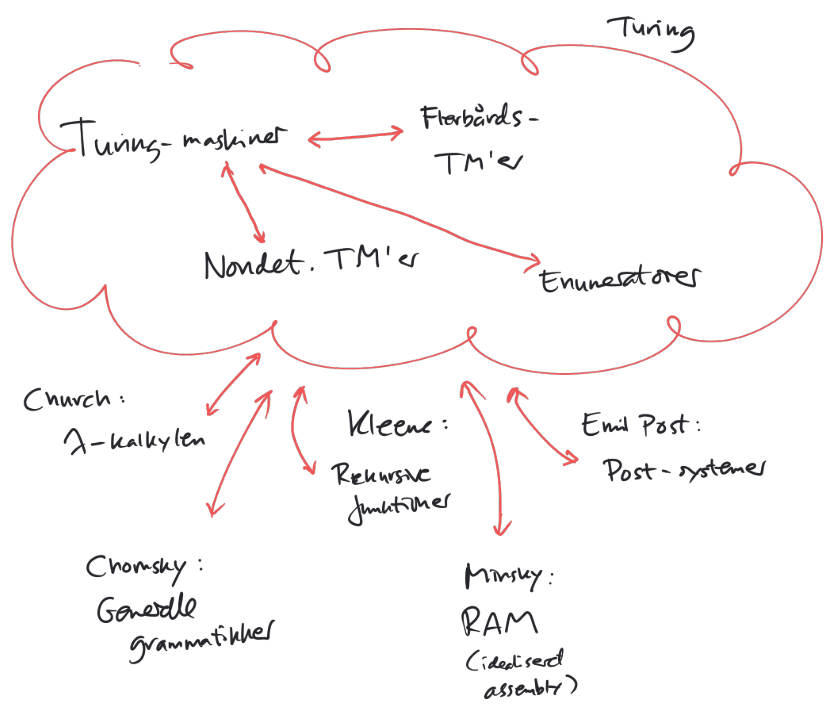 Turing
Turing-maskiner
Flerbånds-
TM'er
Nondet. TM'er
Enumeratorer
Church:
λ-kalkylen
Kleene:
Rekursive
funktioner
Emil Post:
Post-systemer
Chomsky:
Generelle
grammatikker
Minsky:
RAM
(idealiseret
assembly)